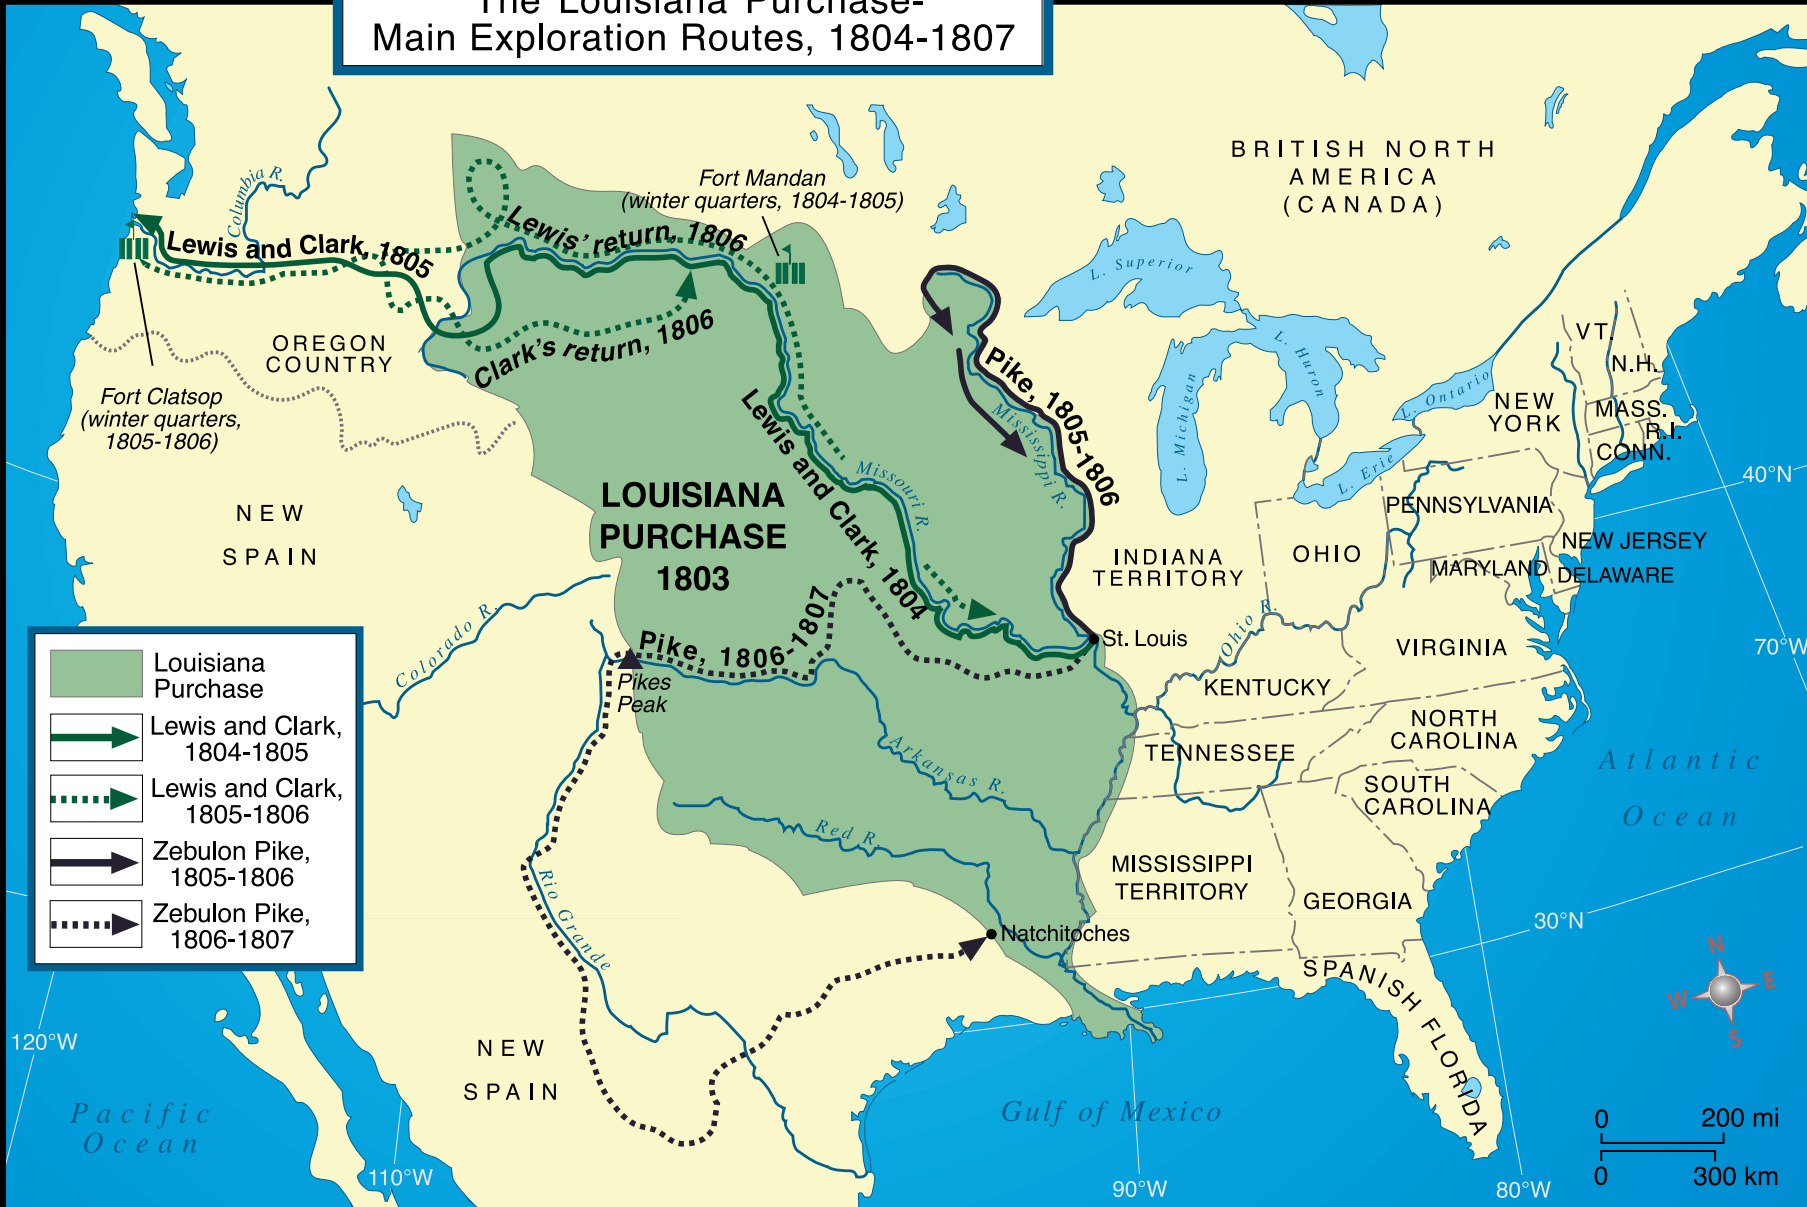 The Louisiana Purchase-
Main Exploration Routes, 1804-1807
BRITISH NORTH
AMERICA
(CANADA)
Fort Mandan
(winter quarters, 1804-1805)
Columbia R.
Lewis and Clark, 1805
Lewis' return, 1806
Clark's return, 1806
OREGON
COUNTRY
Fort Clatsop
(winter quarters,
1805-1806)
L. Superior
L. Huron
L. Michigan
L. Ontario
L. Erie
Pike, 1805-1806
Mississippi R.
Missouri R.
Lewis and Clark, 1804
LOUISIANA
PURCHASE
1803
NEW
SPAIN
VT.
N.H.
NEW
YORK
MASS.
R.I.
CONN.
40°N
PENNSYLVANIA
NEW JERSEY
MARYLAND
DELAWARE
OHIO
INDIANA
TERRITORY
Ohio R.
VIRGINIA
70°W
St. Louis
KENTUCKY
Pike, 1806-1807
Pikes
Peak
Colorado R.
Arkansas R.
Red R.
Rio Grande
TENNESSEE
NORTH
CAROLINA
SOUTH
CAROLINA
Atlantic
Ocean
MISSISSIPPI
TERRITORY
GEORGIA
Natchitoches
30°N
SPANISH FLORIDA
Louisiana
Purchase
Lewis and Clark,
1804-1805
Lewis and Clark,
1805-1806
Zebulon Pike,
1805-1806
Zebulon Pike,
1806-1807
N
W
E
S
120°W
NEW
SPAIN
Pacific
Ocean
Gulf of Mexico
110°W
90°W
80°W
0 200 mi
0 300 km